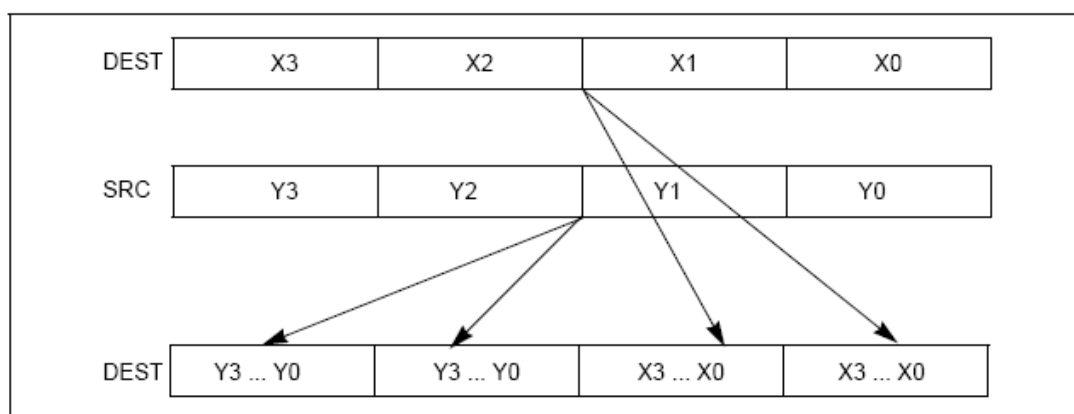 DEST X3 X2 X1 X0
SRC Y3 Y2 Y1 Y0
DEST Y3 ... Y0 Y3 ... Y0 X3 ... X0 X3 ... X0